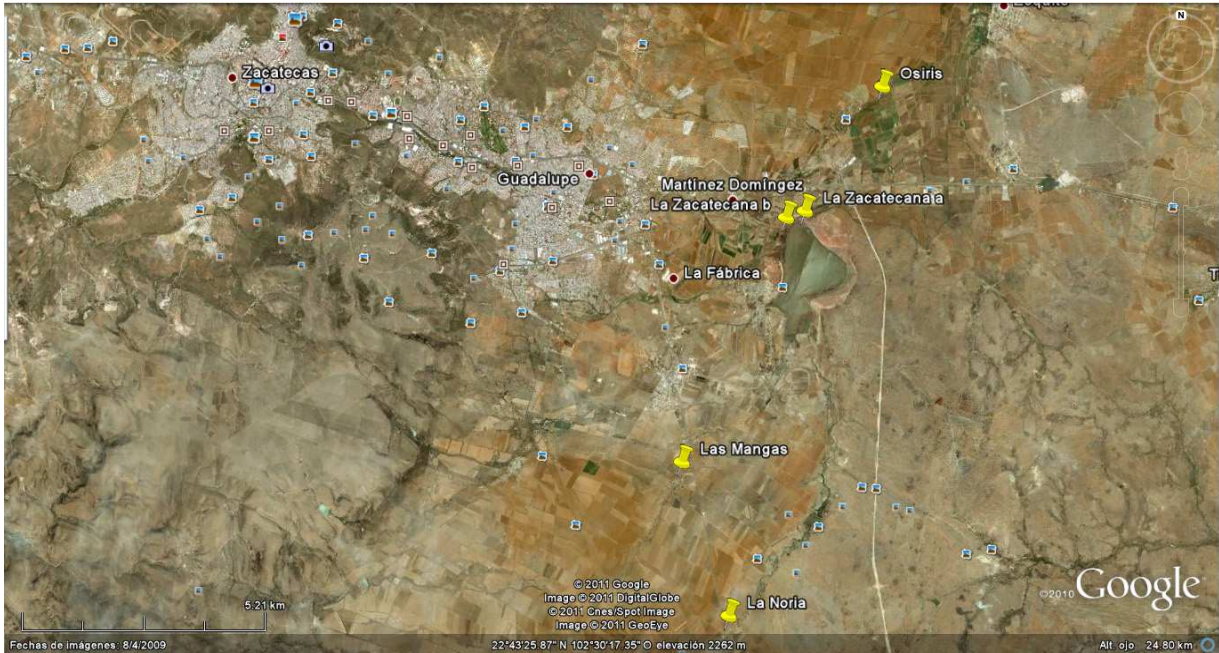 N
Osiris
Zacatecas
Guadalupe
Martínez Domíngez
La Zacatecana b
La Zacatecana a
La Fábrica
T
Las Mangas
© 2011 Google
Image © 2011 DigitalGlobe
© 2011 Cnes/Spot Image
Image © 2011 GeoEye
La Noria
©2010 Google
5.21 km
Fechas de imágenes: 8/4/2009
22°43'25 87" N 102°30'17 35" O elevación 2262 m
Alt. ojo 24.80 km